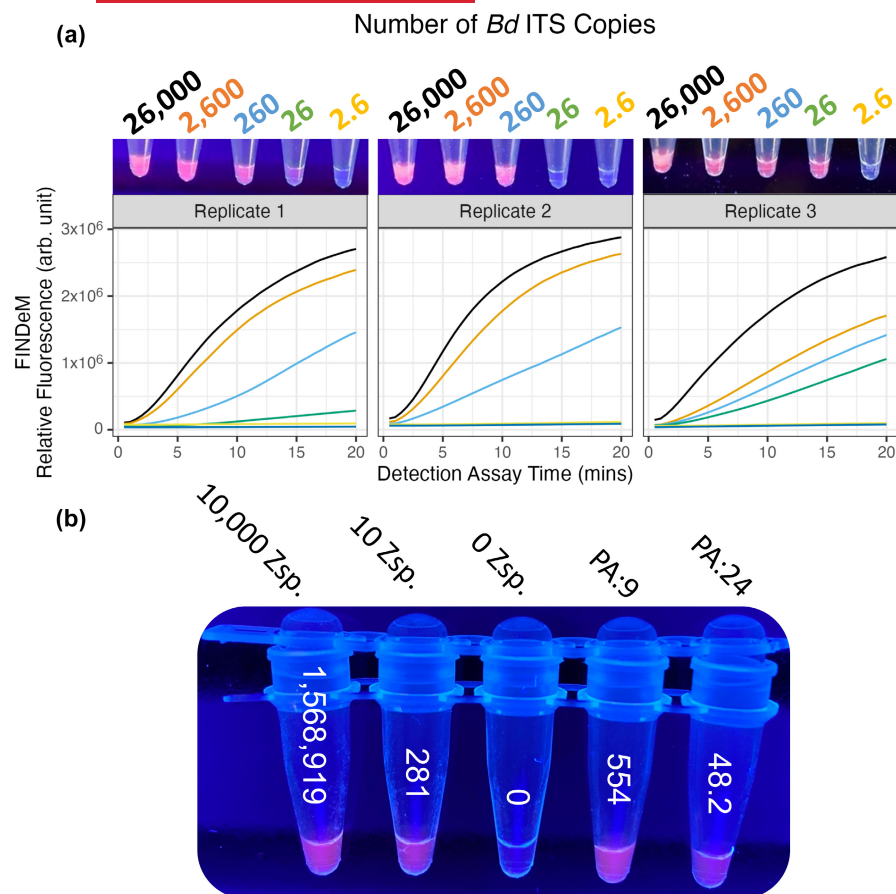 (a)
Number of Bd ITS Copies
26,000 2,600 260 26 2.6 26,000 2,600 260 26 2.6 26,000 2,600 260 26 2.6
Replicate 1 Replicate 2 Replicate 3
FINDeM
Relative Fluorescence (arb. unit)
3x10⁶
2x10⁶
1x10⁶
0
0 5 10 15 20 0 5 10 15 20 0 5 10 15 20
Detection Assay Time (mins)
(b)
10,000 Zsp. 10 Zsp. 0 Zsp. PA:9 PA:24
1,568,919 281 0 554 48.2